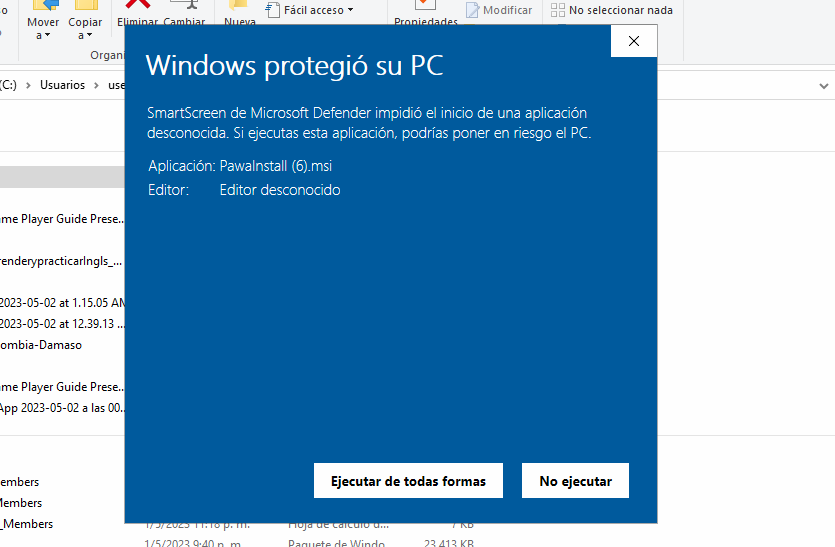 Mover
a
Copiar
a
Eliminar
Cambiar
Nueva
Fácil acceso
Propiedades
Modificar
No seleccionar nada
Organi
(C:) > Usuarios > use
Windows protegió su PC
SmartScreen de Microsoft Defender impidió el inicio de una aplicación
desconocida. Si ejecutas esta aplicación, podrías poner en riesgo el PC.
Aplicación: PawaInstall (6).msi
Editor: Editor desconocido
ame Player Guide Prese...
renderypracticarIngls_...
2023-05-02 at 1.15.05 AM
2023-05-02 at 12.39.13 ...
ombia-Damaso
ame Player Guide Prese...
App 2023-05-02 a las 00...
embers
Members
_Members
Ejecutar de todas formas
No ejecutar
1/5/2023 11:18 p. m. Hoja de cálculo d... 7 KB
1/5/2023 9:40 p. m. Paquete de Windo... 23.413 KB